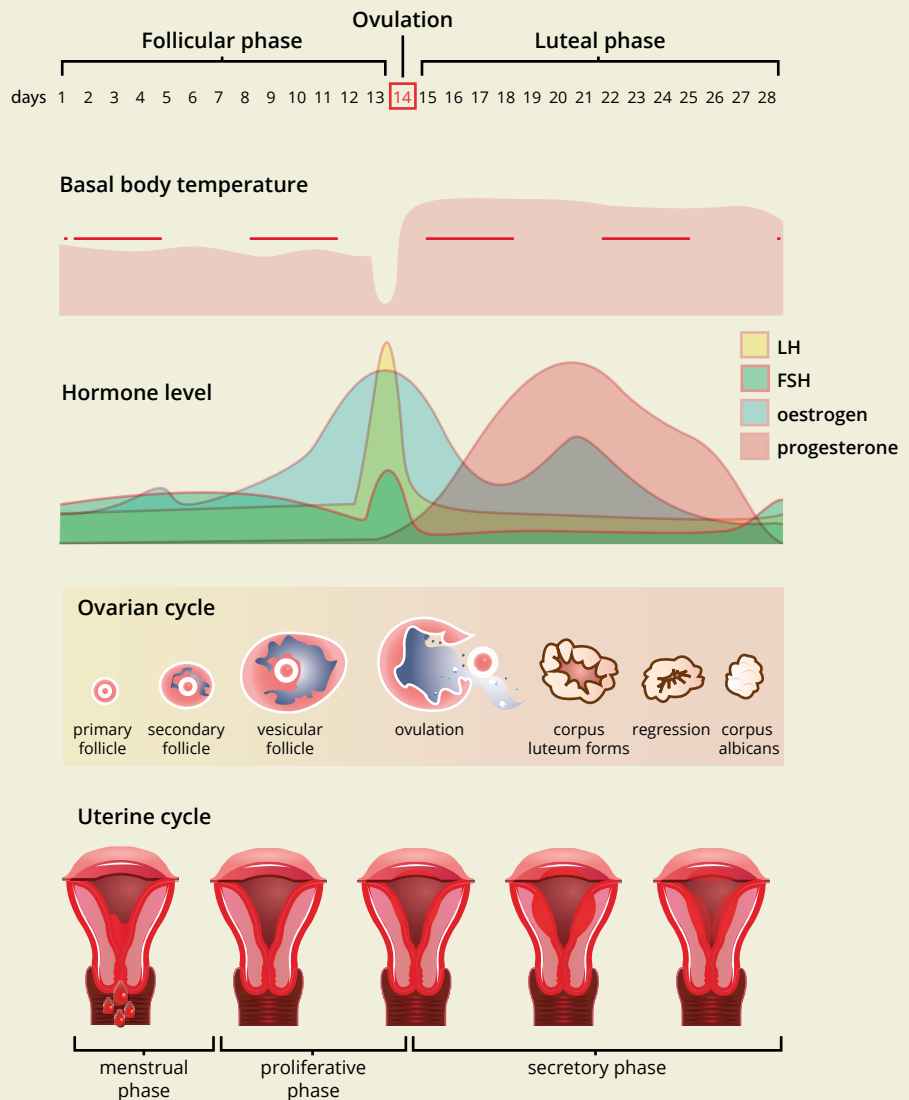 Ovulation
Follicular phase
Luteal phase
days 1 2 3 4 5 6 7 8 9 10 11 12 13 14 15 16 17 18 19 20 21 22 23 24 25 26 27 28
Basal body temperature
Hormone level
LH
FSH
oestrogen
progesterone
Ovarian cycle
primary
follicle
secondary
follicle
vesicular
follicle
ovulation
corpus
luteum forms
regression
corpus
albicans
Uterine cycle
menstrual
phase
proliferative
phase
secretory phase